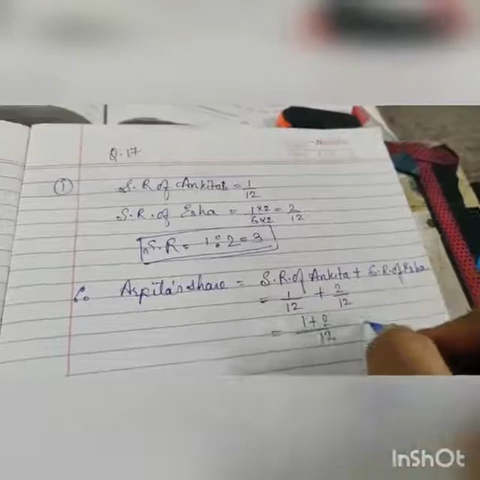 Q.17
① S.R of Ankita = 1/12
S.R. of Esha = 1×2/6×2 = 2/12
S.R = 1:2 = 3
Arpita's share = S.R. of Ankita + S.R. of Esha
= 1/12 + 2/12
= 1+2/12
InShOt